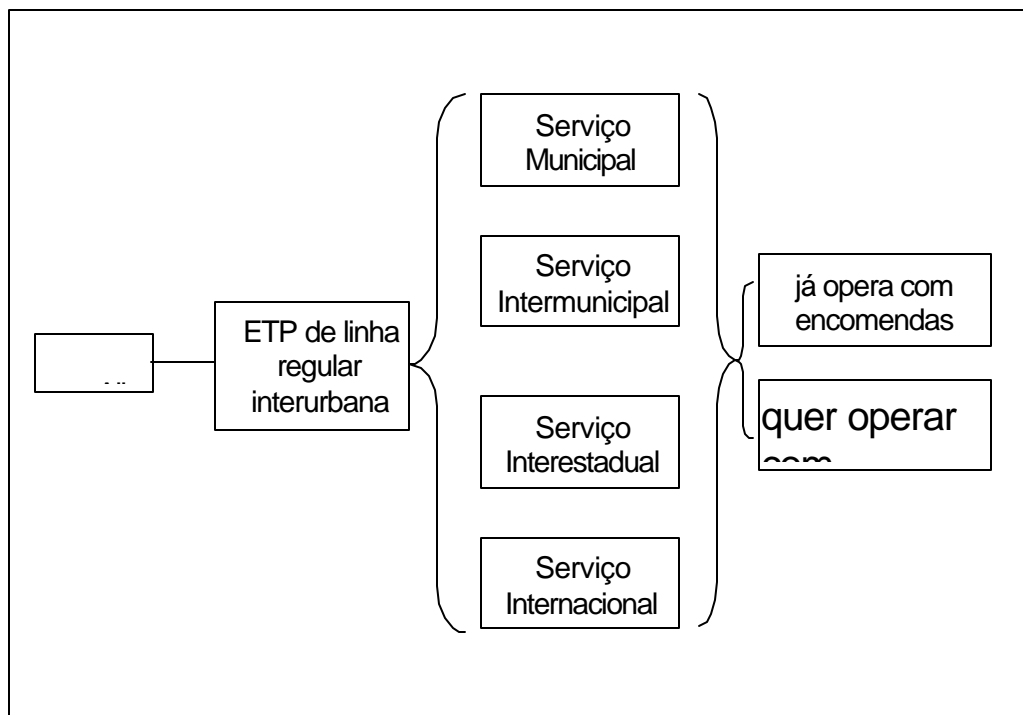 ETP de linha
regular
interurbana
Serviço
Municipal
Serviço
Intermunicipal
Serviço
Interestadual
Serviço
Internacional
já opera com
encomendas
quer operar